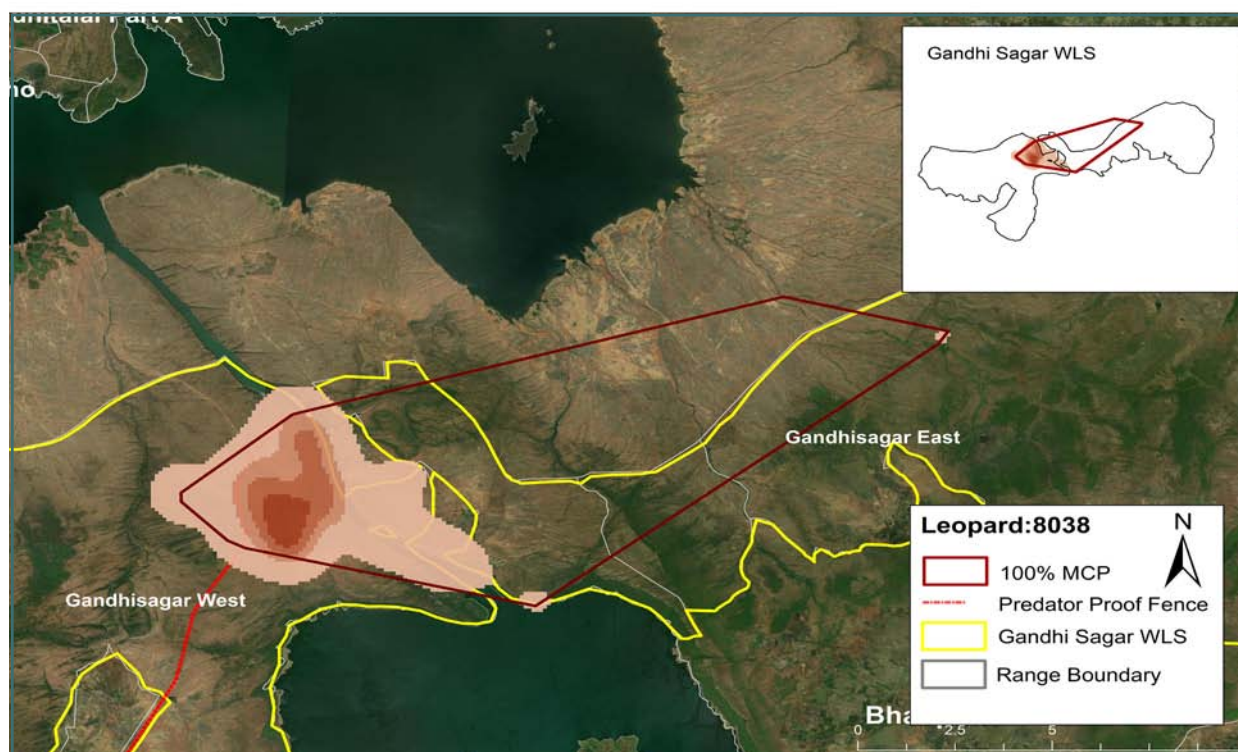 Part A
Gandhi Sagar WLS
Gandhisagar East
Gandhisagar West
Leopard:8038
N
100% MCP
Predator Proof Fence
Gandhi Sagar WLS
Range Boundary
0
2.5
5